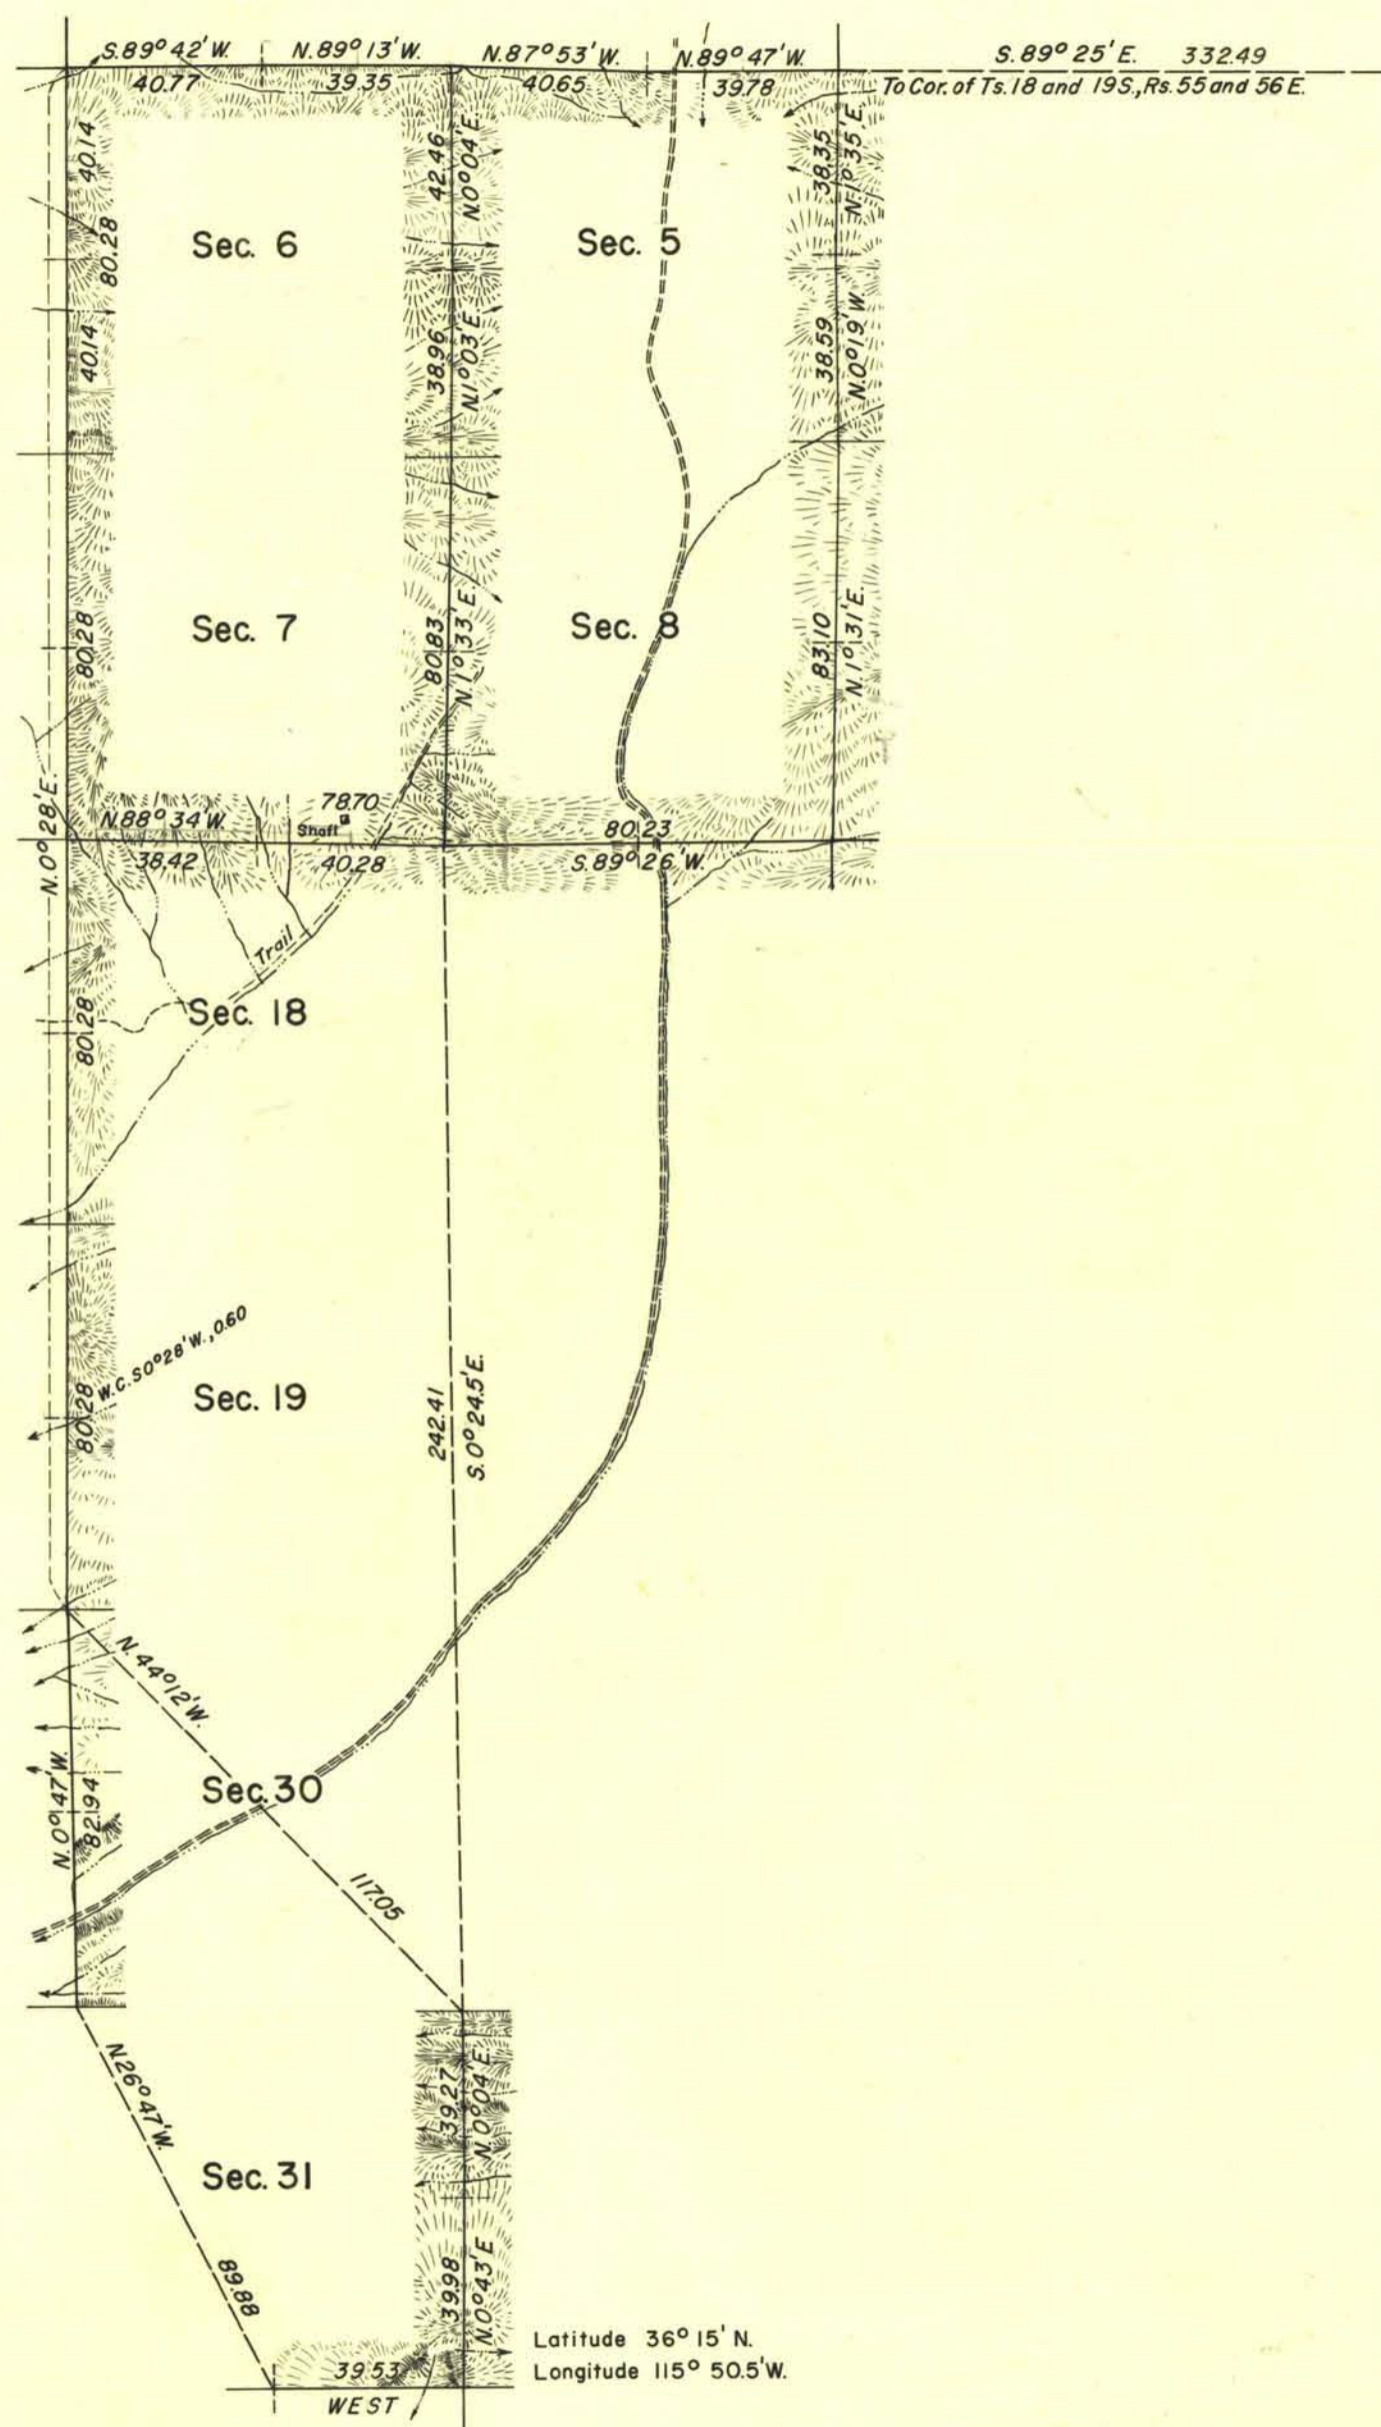 S.89°42'W. N.89°13'W. N.87°53'W. N.89°47'W. S.89°25'E. 332.49
40.77 39.35 40.65 39.78 To Cor. of Ts. 18 and 19 S., Rs. 55 and 56 E.
40.14
80.28
40.14
42.46
N.0°04'E.
38.96
N.1°03'E.
38.35
N.1°35'E.
38.59
N.0°19'W.
Sec. 6
Sec. 5
80.28
Sec. 7
80.83
N.1°33'E.
Sec. 8
83.10
N.1°31'E.
N.0°28'E.
N.88°34'W.
78.70
Shaft
38.42
40.28
80.23
S.89°26'W.
Trail
80.28
Sec. 18
W.C. S0°28'W., 0.60
80.28
Sec. 19
242.41
S.0°24.5'E.
N.44°12'W.
N.0°47'W.
82.94
Sec. 30
117.05
N.26°47'W.
39.27
N.0°04'E.
Sec. 31
89.88
39.98
N.0°43'E
Latitude 36° 15' N.
Longitude 115° 50.5' W.
39.53
WEST